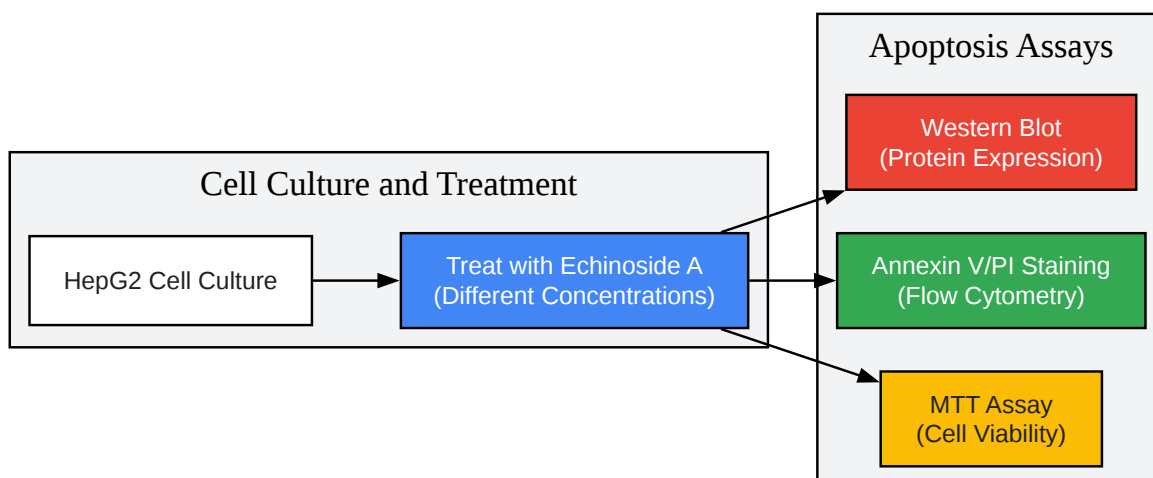 Cell Culture and Treatment
HepG2 Cell Culture
Treat with Echinoside A
(Different Concentrations)
Apoptosis Assays
Western Blot
(Protein Expression)
Annexin V/PI Staining
(Flow Cytometry)
MTT Assay
(Cell Viability)